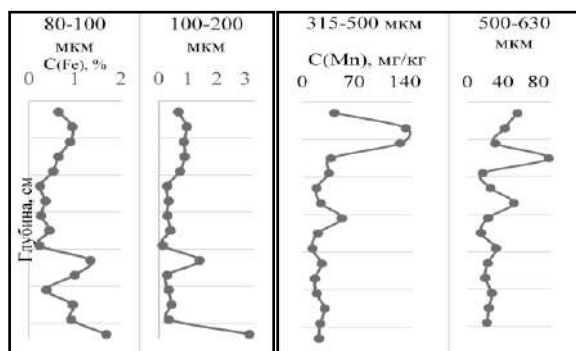 80-100
мкм
C(Fe), %
0 1 2
100-200
мкм
0 1 2 3
Глубина, см
315-500 мкм
C(Mn), мг/кг
0 70 140
500-630
мкм
0 40 80